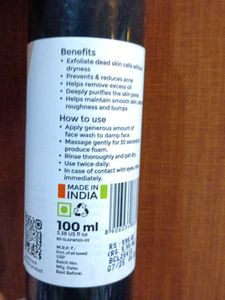 Benefits
• Exfoliate dead skin cells without
dryness
• Prevents & reduces acne
• Helps remove excess oil
• Deeply purifies the skin pores
• Helps maintain smooth skin,
roughness and bumps
How to use
• Apply generous amount of
face wash to damp face.
• Massage gently for 30 seconds
produce foam.
• Rinse thoroughly and pat dry.
• Use twice daily.
• In case of contact with eyes,
immediately.
MADE IN
INDIA
100 ml
3.38 US fl oz
M.R.P. ₹
(Incl. of all taxes)
USP
Batch No.
Mfg. Date:
Best Before:
Product